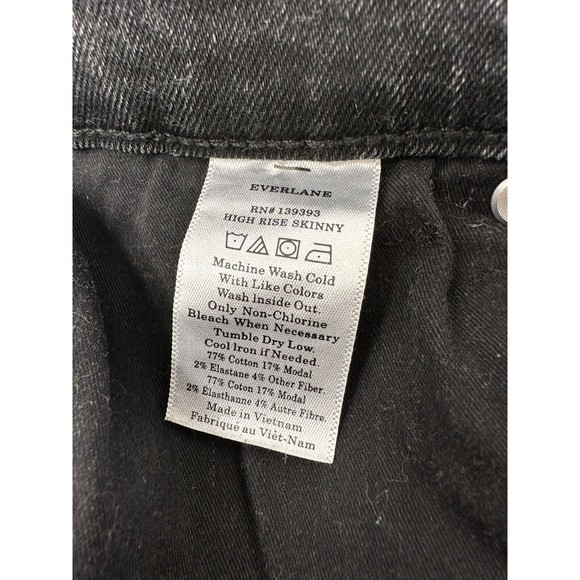 EVERLANE
RN# 139393
HIGH RISE SKINNY
Machine Wash Cold
With Like Colors
Wash Inside Out.
Only Non-Chlorine
Bleach When Necessary
Tumble Dry Low.
Cool Iron if Needed.
77% Cotton 17% Modal
2% Elastane 4% Other Fiber.
77% Coton 17% Modal
2% Elasthanne 4% Autre Fibre.
Made in Vietnam
Fabriqué au Viêt-Nam